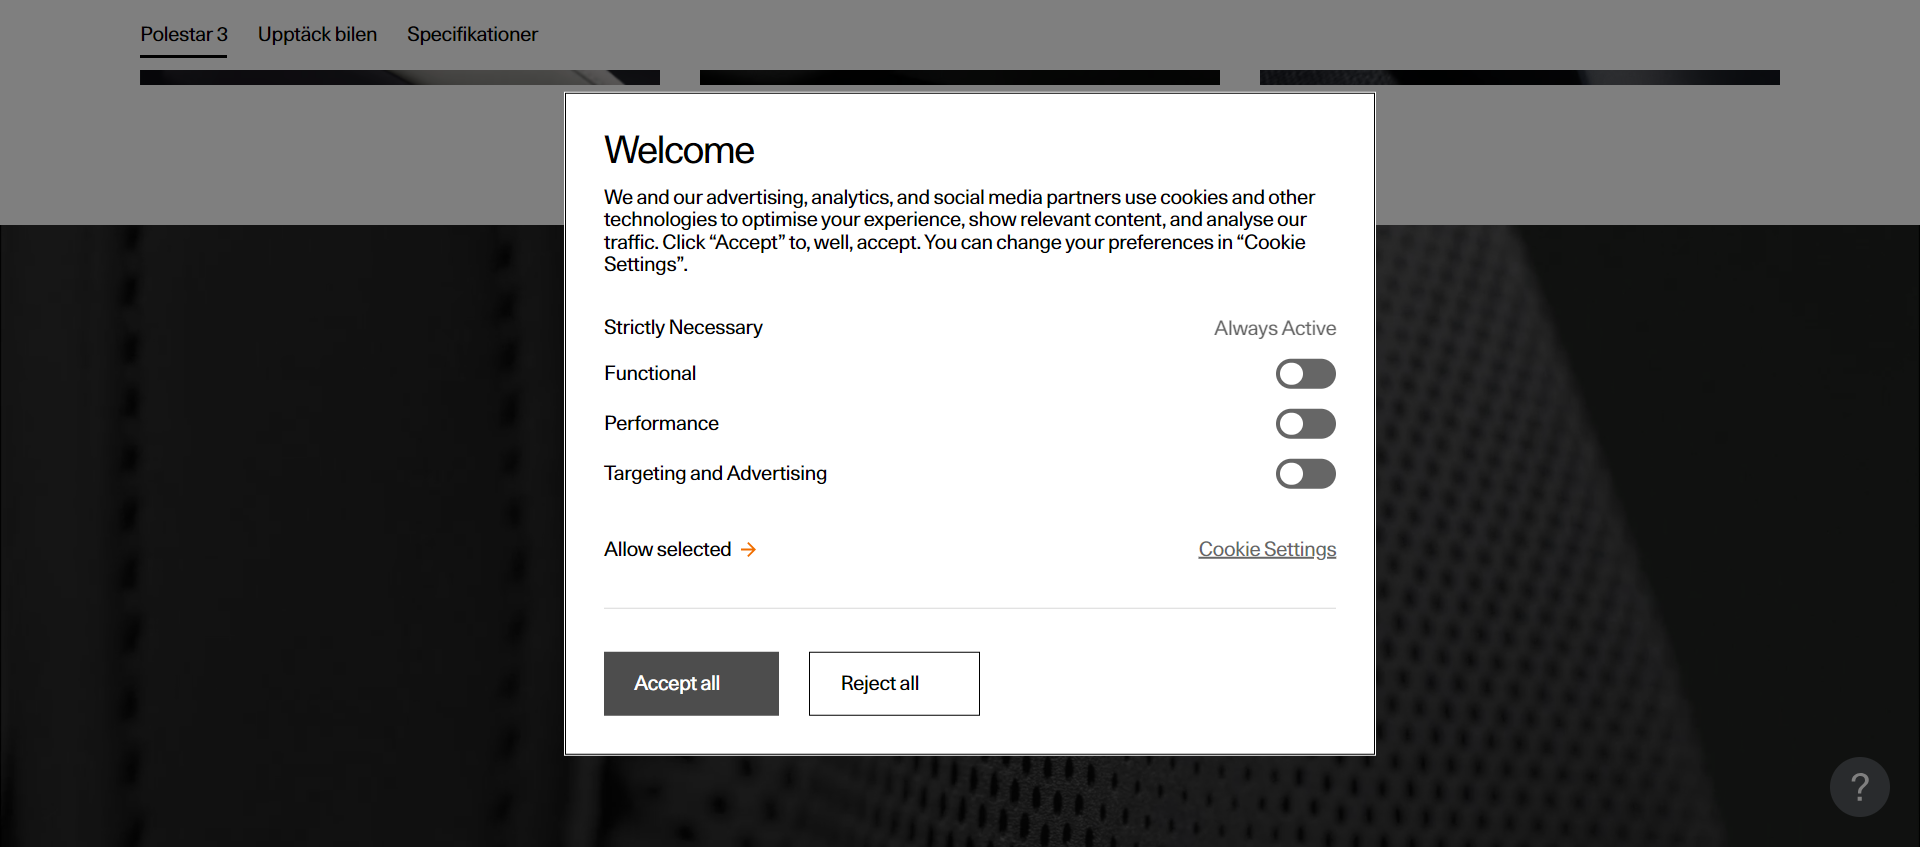 Polestar 3 Upptäck bilen Specifikationer
Welcome
We and our advertising, analytics, and social media partners use cookies and other
technologies to optimise your experience, show relevant content, and analyse our
traffic. Click “Accept” to, well, accept. You can change your preferences in “Cookie
Settings”.
Strictly Necessary Always Active
Functional
Performance
Targeting and Advertising
Allow selected Cookie Settings
Accept all Reject all
?